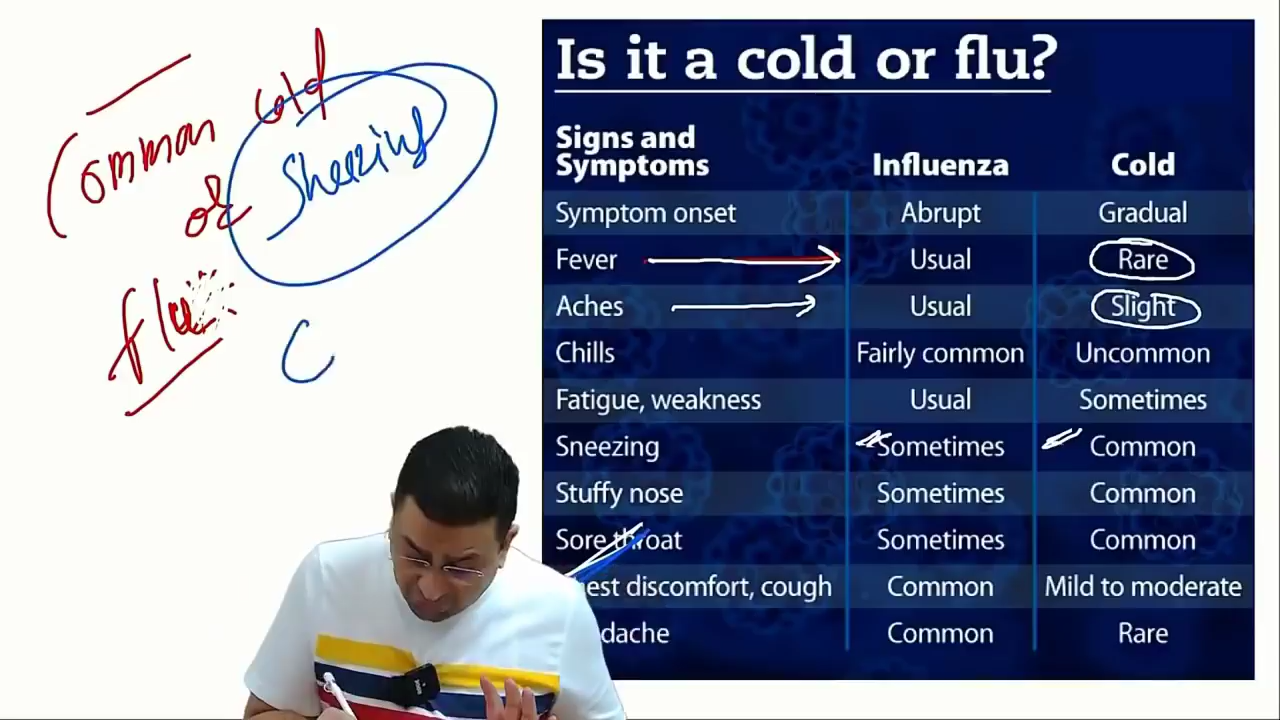 Common cold
or
flu
Sneezing
C
Is it a cold or flu?
Signs and Symptoms Influenza Cold
Symptom onset Abrupt Gradual
Fever Usual Rare
Aches Usual Slight
Chills Fairly common Uncommon
Fatigue, weakness Usual Sometimes
Sneezing Sometimes Common
Stuffy nose Sometimes Common
Sore throat Sometimes Common
est discomfort, cough Common Mild to moderate
dache Common Rare